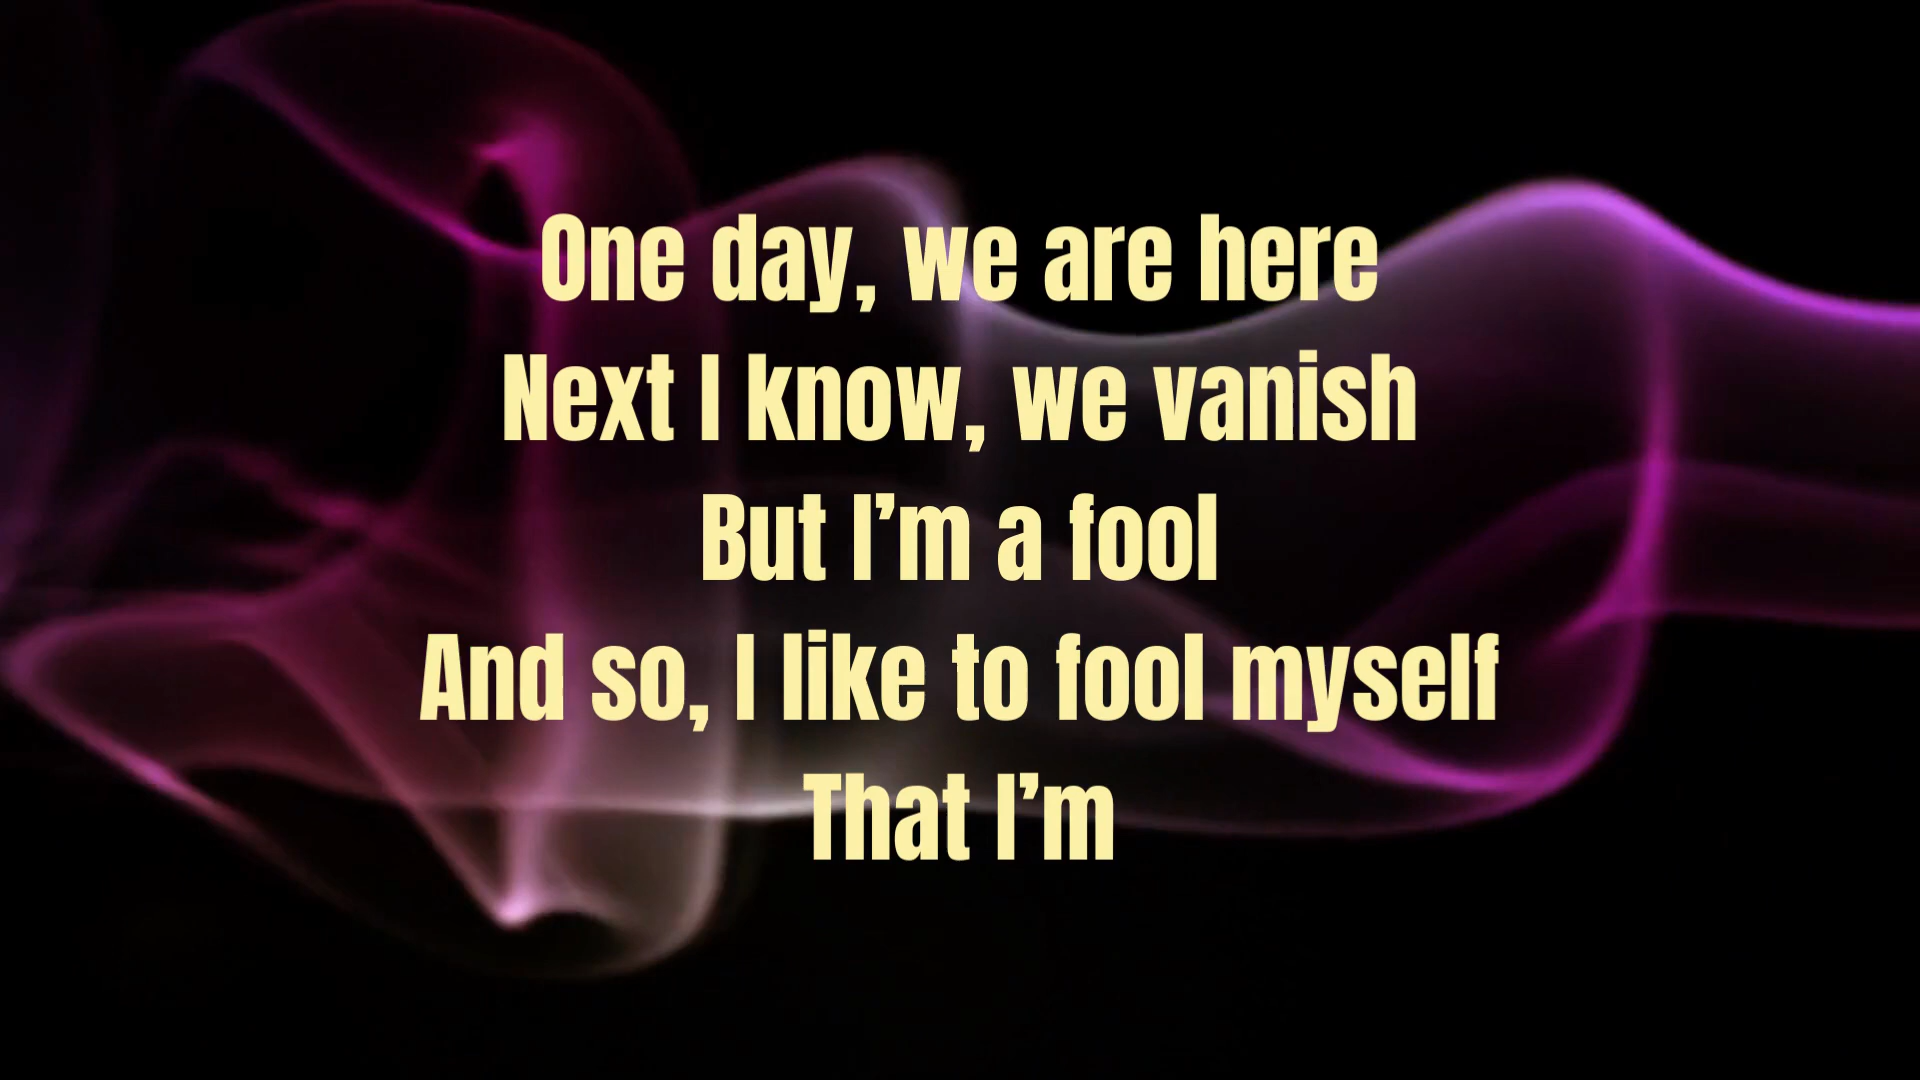 One day, we are here
Next I know, we vanish
But I’m a fool
And so, I like to fool myself
That I’m